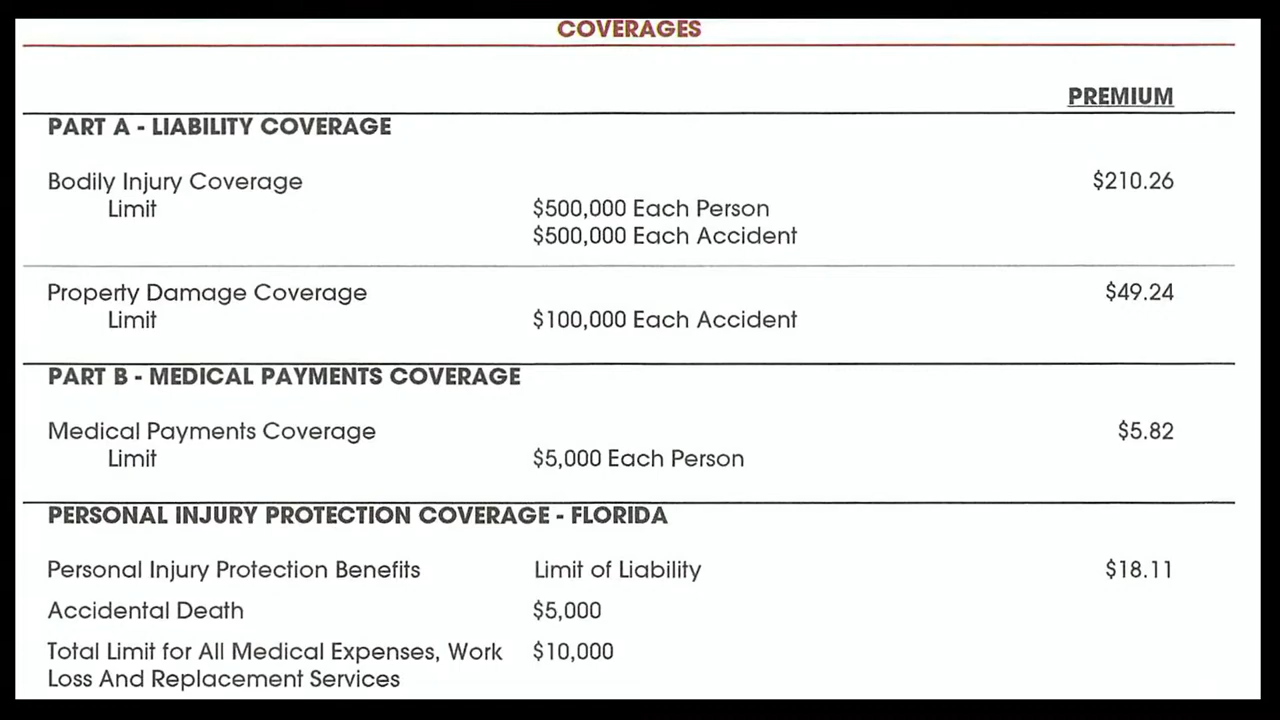 COVERAGES
PREMIUM
PART A - LIABILITY COVERAGE
Bodily Injury Coverage $210.26
Limit $500,000 Each Person
$500,000 Each Accident
Property Damage Coverage $49.24
Limit $100,000 Each Accident
PART B - MEDICAL PAYMENTS COVERAGE
Medical Payments Coverage $5.82
Limit $5,000 Each Person
PERSONAL INJURY PROTECTION COVERAGE - FLORIDA
Personal Injury Protection Benefits Limit of Liability $18.11
Accidental Death $5,000
Total Limit for All Medical Expenses, Work $10,000
Loss And Replacement Services